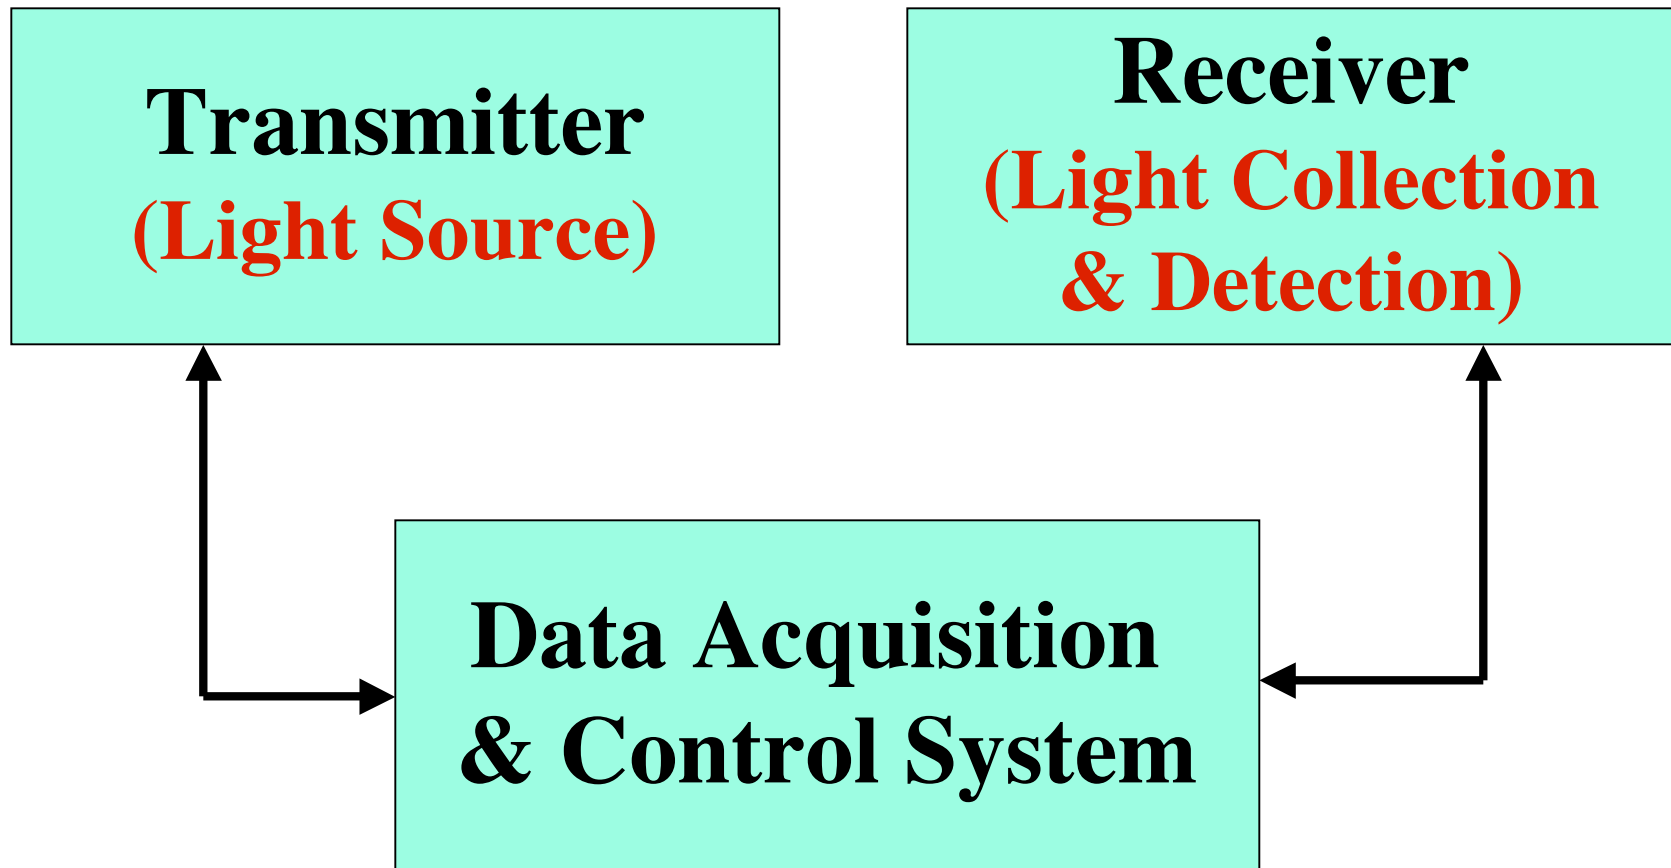 Transmitter
(Light Source)
Receiver
(Light Collection
& Detection)
Data Acquisition
& Control System